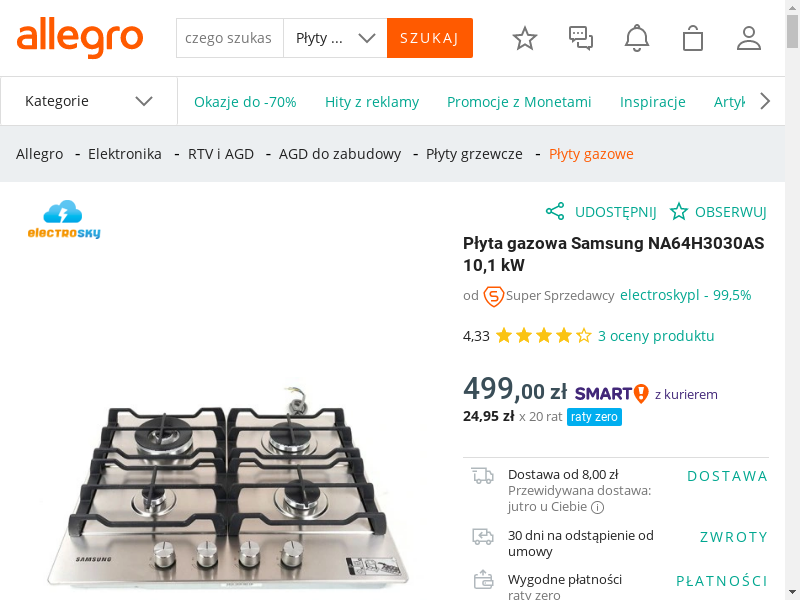 allegro
czego szukas
Płyty ...
SZUKAJ
Kategorie
Okazje do -70%
Hity z reklamy
Promocje z Monetami
Inspiracje
Artyk
Allegro - Elektronika - RTV i AGD - AGD do zabudowy - Płyty grzewcze - Płyty gazowe
electrosky
UDOSTĘPNIJ
OBSERWUJ
Płyta gazowa Samsung NA64H3030AS
10,1 kW
od Super Sprzedawcy electroskypl - 99,5%
4,33 3 oceny produktu
499,00 zł SMART! z kurierem
24,95 zł x 20 rat raty zero
Dostawa od 8,00 zł
Przewidywana dostawa:
jutro u Ciebie
DOSTAWA
30 dni na odstąpienie od
umowy
ZWROTY
Wygodne płatności
raty zero
PŁATNOŚCI
SAMSUNG